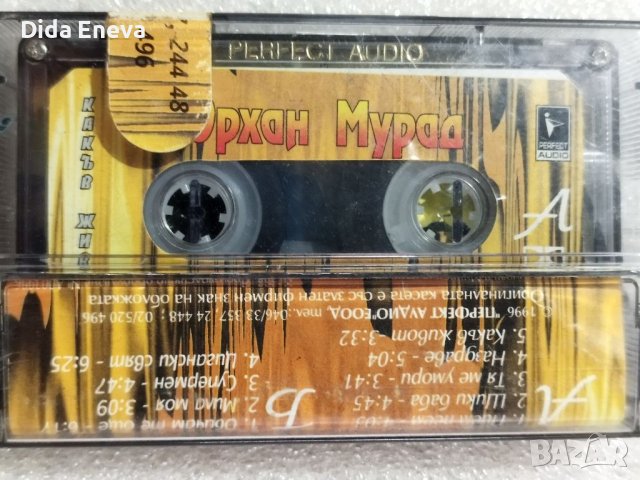 Dida Eneva
PERFECT AUDIO
, 244 48
496
Орхан Мурад
КАКЪВ ЖИВ
PERFECT
AUDIO
А
© 1996 "ПЕРФЕКТ АУДИО"ЕООД, тел.:046/33 357, 24 448 ; 02/520 496
Оригиналната касета е със златен фирмен знак на обложката
А
2. Шики баба - 4:45
3. Тя ме умори - 3:41
4. Наздраве - 5:04
5. Какъв живот-3:32
Б
1. Обичам те още - 6:17
2. Мила моя - 3:09
3. Супермен - 4:47
4. Цигански свят - 6:25
BAZAR